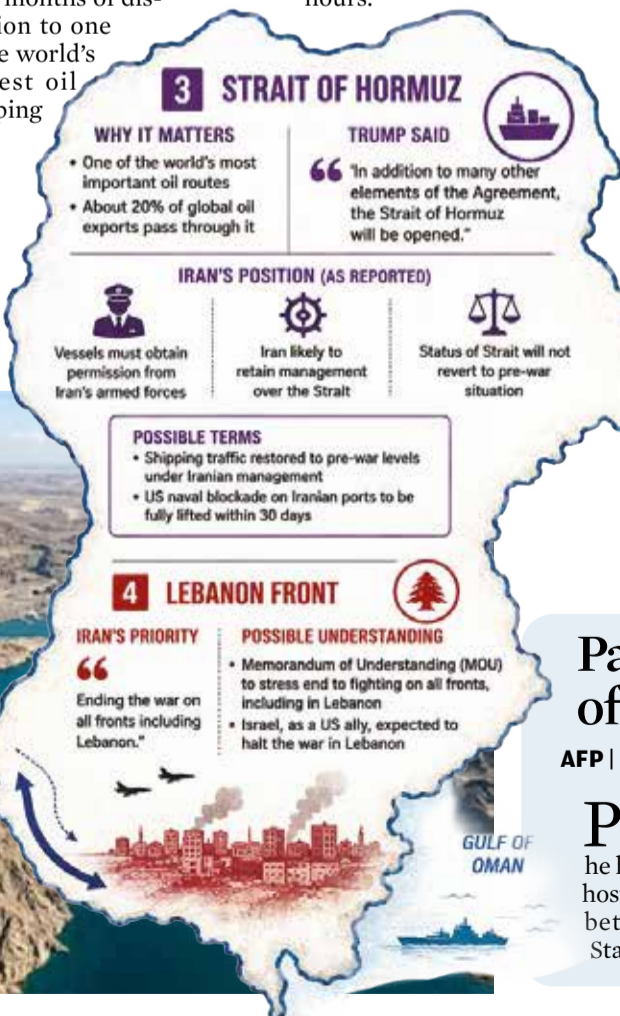 months of dis-
ion to one
e world's
est oil
ping
hours.
3 STRAIT OF HORMUZ
WHY IT MATTERS
• One of the world's most
important oil routes
• About 20% of global oil
exports pass through it
TRUMP SAID
“ "In addition to many other
elements of the Agreement,
the Strait of Hormuz
will be opened."
IRAN'S POSITION (AS REPORTED)
Vessels must obtain
permission from
Iran's armed forces
Iran likely to
retain management
over the Strait
Status of Strait will not
revert to pre-war
situation
POSSIBLE TERMS
• Shipping traffic restored to pre-war levels
under Iranian management
• US naval blockade on Iranian ports to be
fully lifted within 30 days
4 LEBANON FRONT
IRAN'S PRIORITY
“
Ending the war on
all fronts including
Lebanon."
POSSIBLE UNDERSTANDING
• Memorandum of Understanding (MOU)
to stress end to fighting on all fronts,
including in Lebanon
• Israel, as a US ally, expected to
halt the war in Lebanon
GULF OF
OMAN
Pa
of
AFP |
P
he
host
bet
Sta